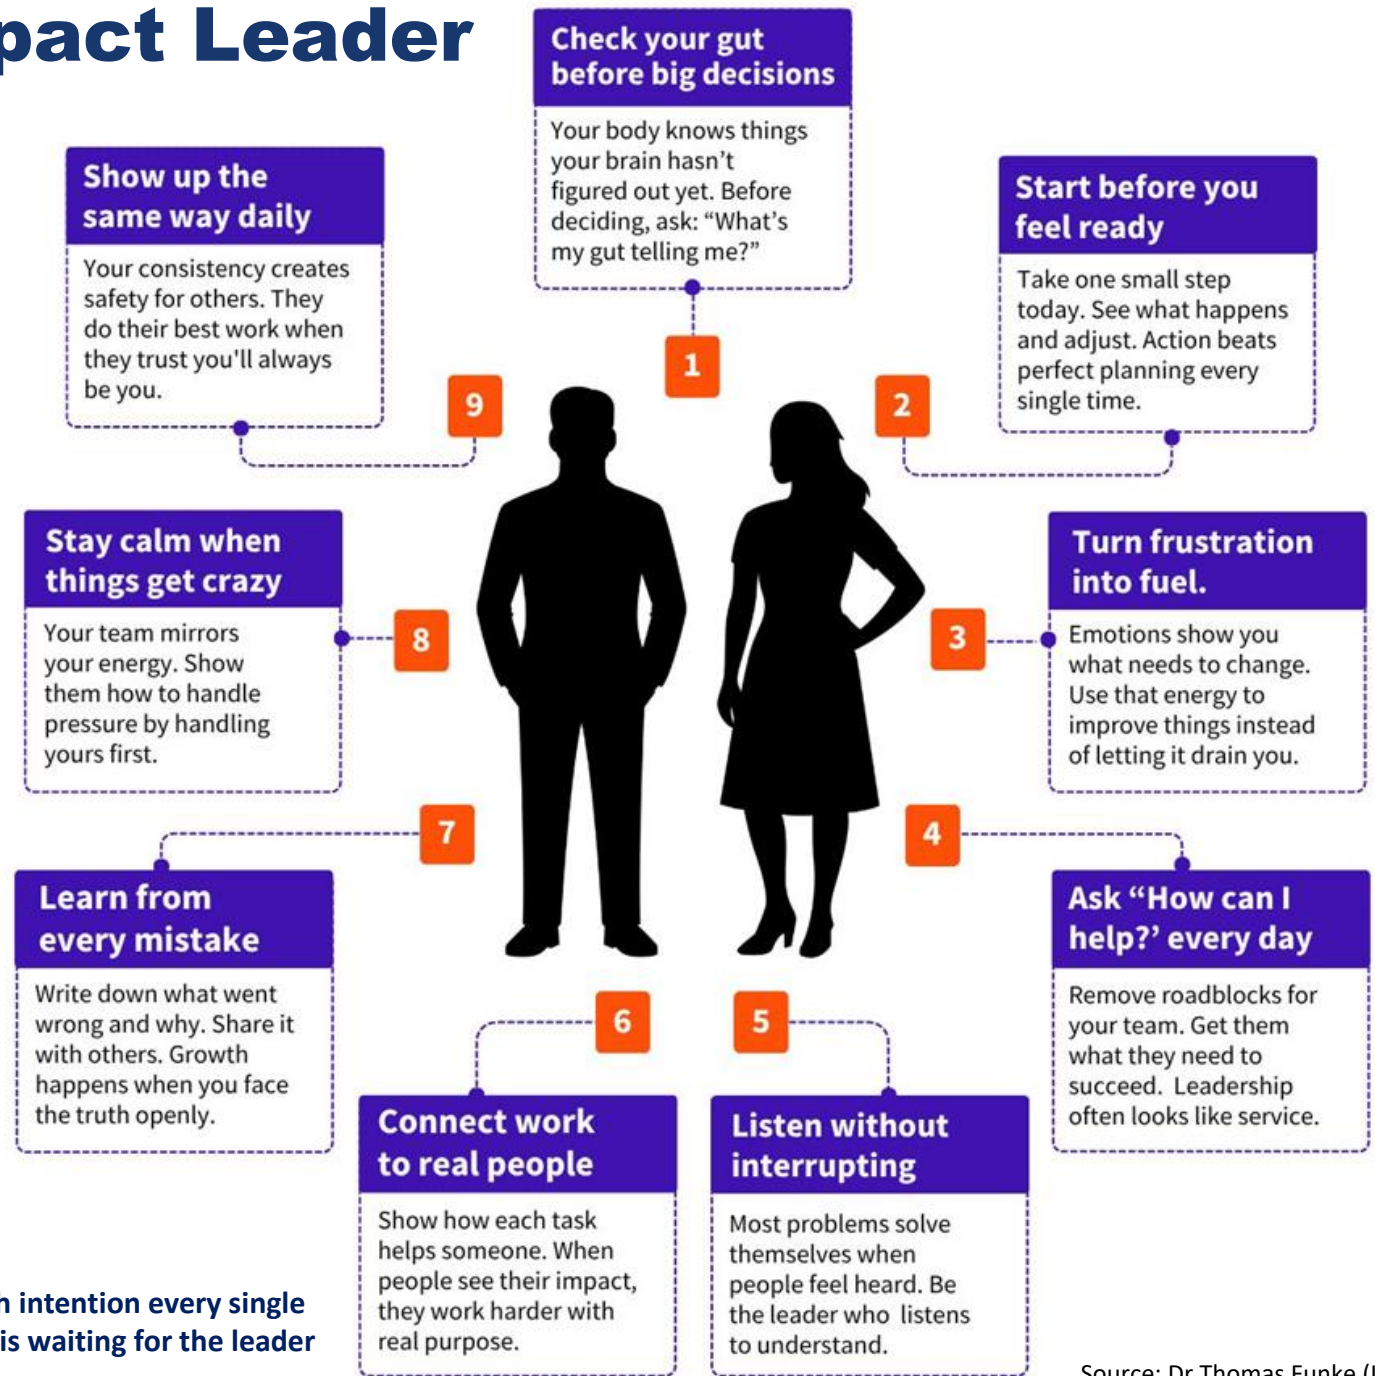 pact Leader
Check your gut
before big decisions
Your body knows things
your brain hasn't
figured out yet. Before
deciding, ask: “What's
my gut telling me?”
1
Start before you
feel ready
Take one small step
today. See what happens
and adjust. Action beats
perfect planning every
single time.
2
Turn frustration
into fuel.
Emotions show you
what needs to change.
Use that energy to
improve things instead
of letting it drain you.
3
Ask “How can I
help?’ every day
Remove roadblocks for
your team. Get them
what they need to
succeed. Leadership
often looks like service.
4
Listen without
interrupting
Most problems solve
themselves when
people feel heard. Be
the leader who listens
to understand.
5
Connect work
to real people
Show how each task
helps someone. When
people see their impact,
they work harder with
real purpose.
6
Learn from
every mistake
Write down what went
wrong and why. Share it
with others. Growth
happens when you face
the truth openly.
7
Stay calm when
things get crazy
Your team mirrors
your energy. Show
them how to handle
pressure by handling
yours first.
8
Show up the
same way daily
Your consistency creates
safety for others. They
do their best work when
they trust you'll always
be you.
9
h intention every single
is waiting for the leader
Source: Dr Thomas Funke (